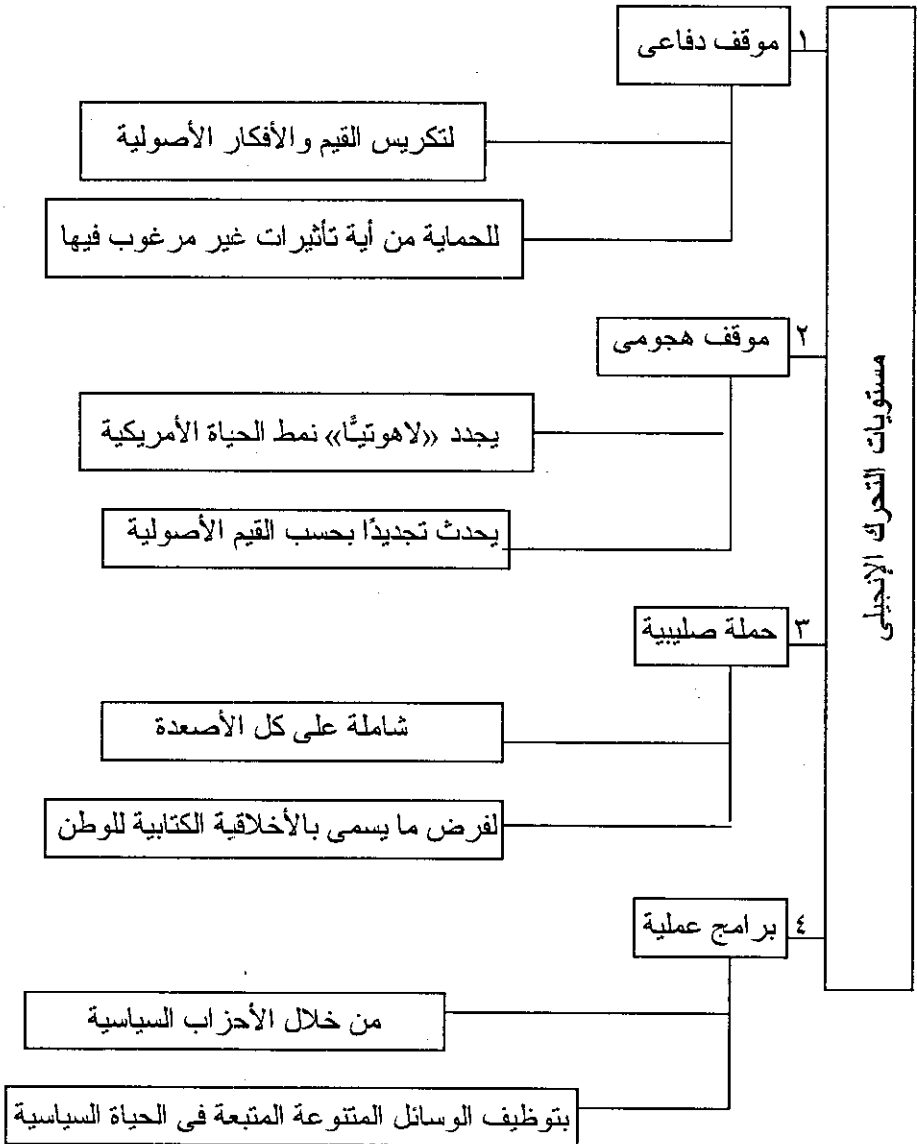 مستويات التحرك الإنجيلى
١ موقف دفاعى
لتكريس القيم والأفكار الأصولية
للحماية من أية تأثيرات غير مرغوب فيها
٢ موقف هجومى
يجدد «لاهوتيًّا» نمط الحياة الأمريكية
يحدث تجديدًا بحسب القيم الأصولية
٣ حملة صليبية
شاملة على كل الأصعدة
لفرض ما يسمى بالأخلاقية الكتابية للوطن
٤ برامج عملية
من خلال الأحزاب السياسية
بتوظيف الوسائل المتنوعة المتبعة فى الحياة السياسية